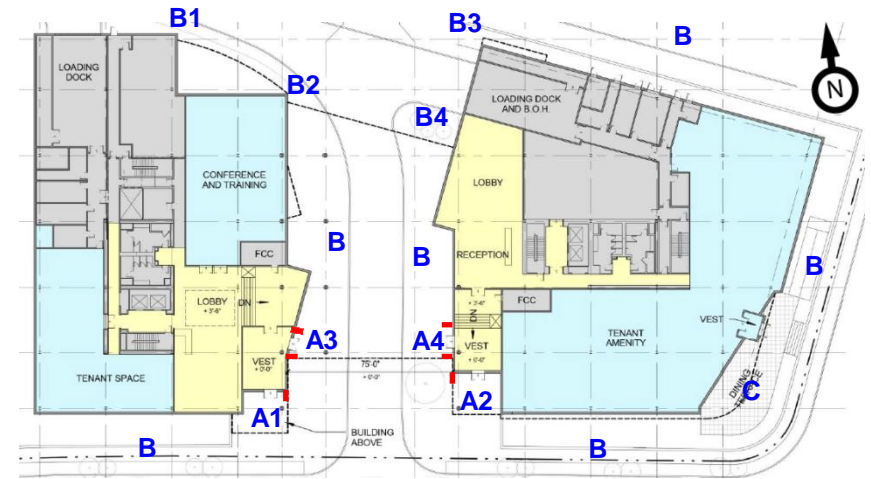 B1
B3
B
N
LOADING
DOCK
B2
LOADING DOCK
AND B.O.H.
B4
CONFERENCE
AND TRAINING
LOBBY
B
B
B
FCC
RECEPTION
LOBBY
+ 3'-6"
DN
+ 3'-6"
FCC
DN
VEST
A3
A4
VEST
+ 0'-0"
VEST
+ 0'-0"
TENANT
AMENITY
75'-0"
+ 0'-0"
TENANT SPACE
DINING
C
A1
A2
BUILDING
ABOVE
B
B